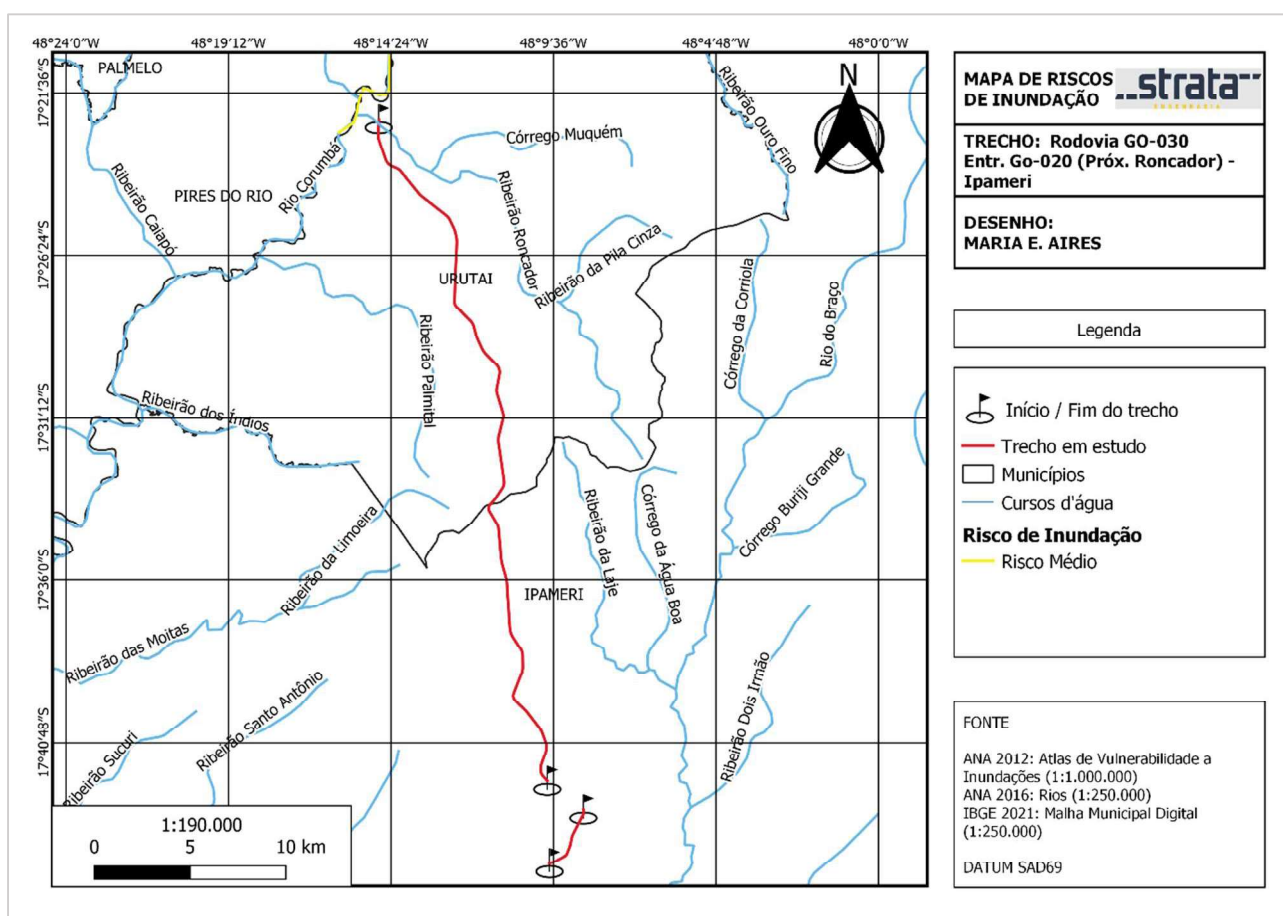 48°24′0″W 48°19′12″W 48°14′24″W 48°9′36″W 48°4′48″W 48°0′0″W
17°21′36″S
17°26′24″S
17°31′12″S
17°36′0″S
17°40′48″S
PALMELO
N
Ribeirão Ouro Fino
Córrego Muquém
Rio Corumbá
Ribeirão Caiapó
PIRES DO RIO
Ribeirão Roncador
Ribeirão da Pila Cinza
URUTAI
Córrego da Corriola
Rio do Braço
Ribeirão Palmital
Ribeirão dos Índios
Córrego Buriji Grande
Ribeirão da Limoeira
Ribeirão da Laje
Córrego da Água Boa
IPAMERI
Ribeirão das Moitas
Ribeirão Santo Antônio
Ribeirão Dois Irmão
Ribeirão Sucuri
1:190.000
0 5 10 km
MAPA DE RISCOS
DE INUNDAÇÃO
strata
ENGENHARIA
TRECHO: Rodovia GO-030
Entr. Go-020 (Próx. Roncador) -
Ipameri
DESENHO:
MARIA E. AIRES
Legenda
Início / Fim do trecho
Trecho em estudo
Municípios
Cursos d'água
Risco de Inundação
Risco Médio
FONTE
ANA 2012: Atlas de Vulnerabilidade a
Inundações (1:1.000.000)
ANA 2016: Rios (1:250.000)
IBGE 2021: Malha Municipal Digital
(1:250.000)
DATUM SAD69